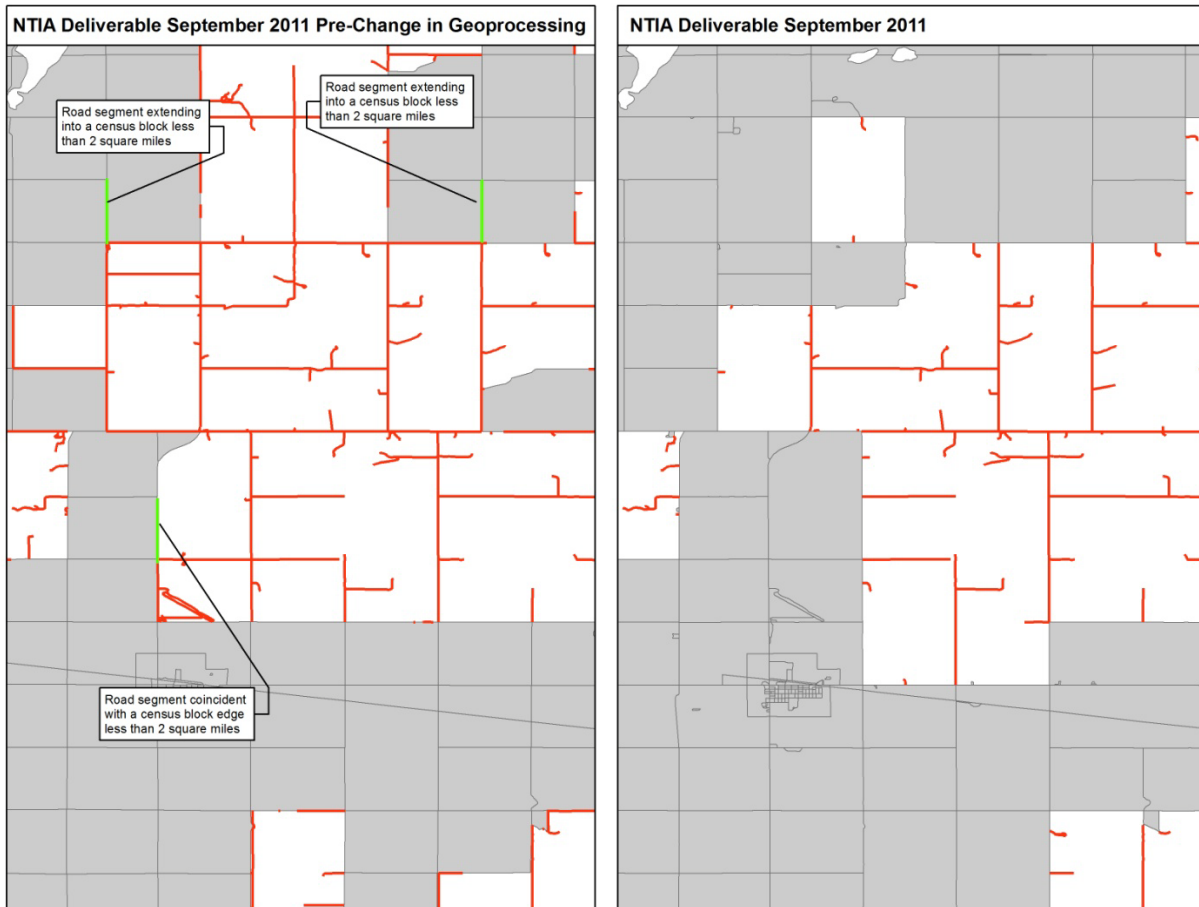 NTIA Deliverable September 2011 Pre-Change in Geoprocessing
Road segment extending
into a census block less
than 2 square miles
Road segment extending
into a census block less
than 2 square miles
Road segment coincident
with a census block edge
less than 2 square miles
NTIA Deliverable September 2011